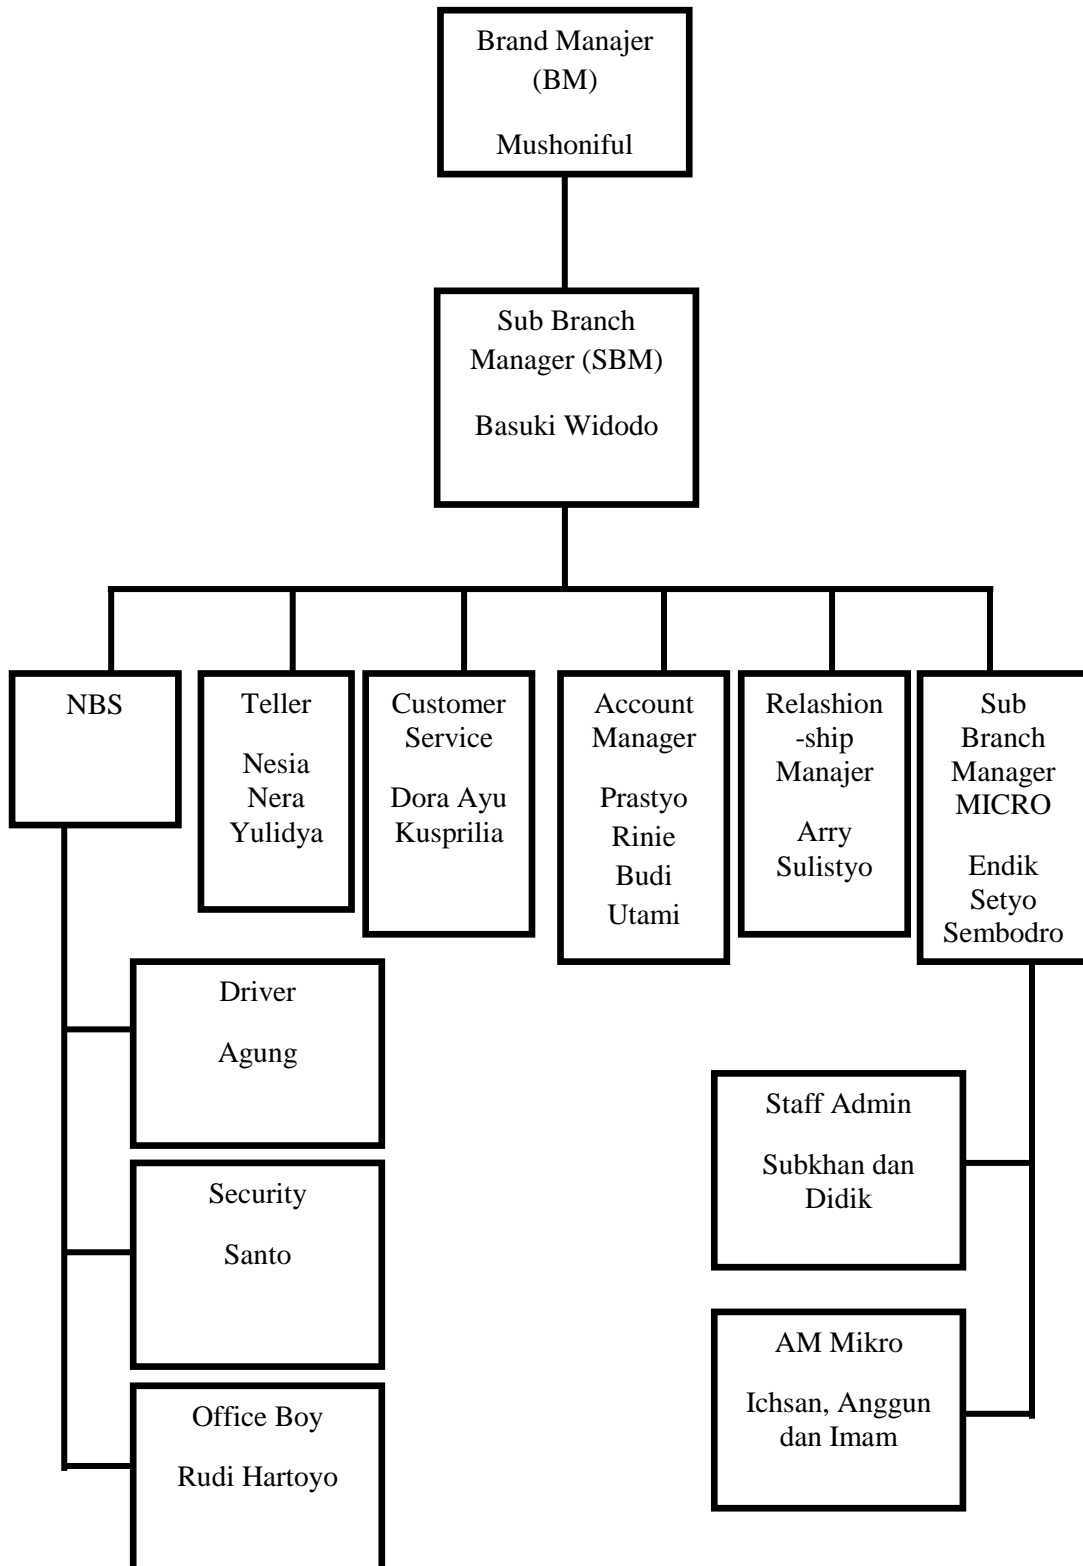 Brand Manajer
(BM)
Mushoniful
Sub Branch
Manager (SBM)
Basuki Widodo
NBS
Teller
Nesia
Nera
Yulidya
Customer
Service
Dora Ayu
Kusprilia
Account
Manager
Prastyo
Rinie
Budi
Utami
Relashion
-ship
Manajer
Arry
Sulistyo
Sub
Branch
Manager
MICRO
Endik
Setyo
Sembodro
Driver
Agung
Security
Santo
Office Boy
Rudi Hartoyo
Staff Admin
Subkhan dan
Didik
AM Mikro
Ichsan, Anggun
dan Imam